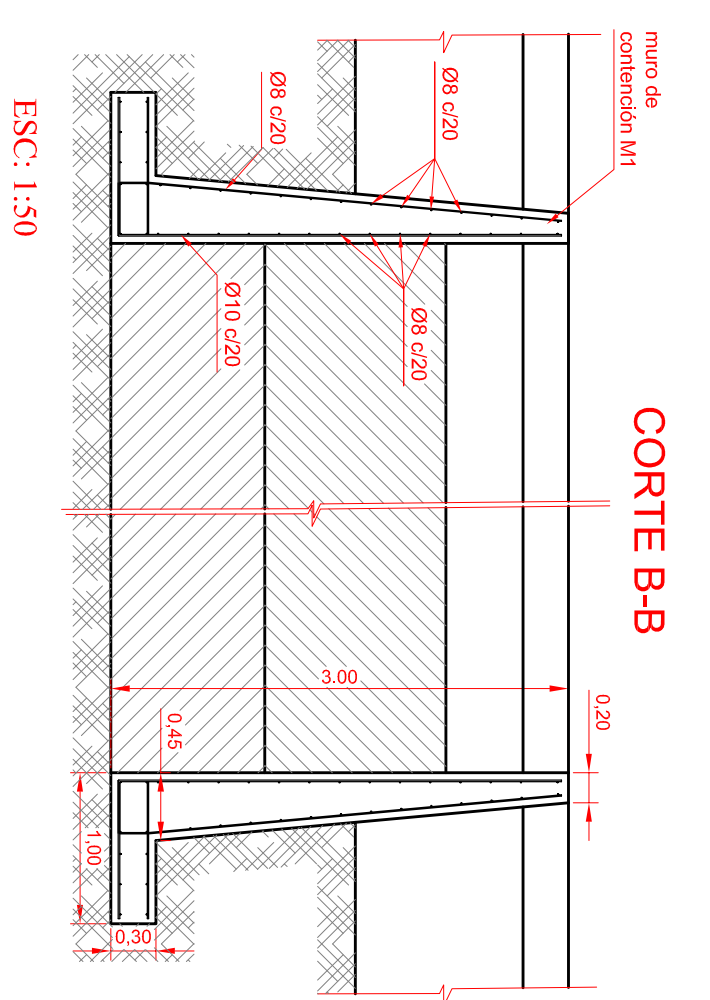 CORTE B-B
muro de
contención M1
Ø8 c/20
Ø8 c/20
Ø8 c/20
Ø10 c/20
0,20
3.00
0,45
1,00
0,30
ESC: 1:50